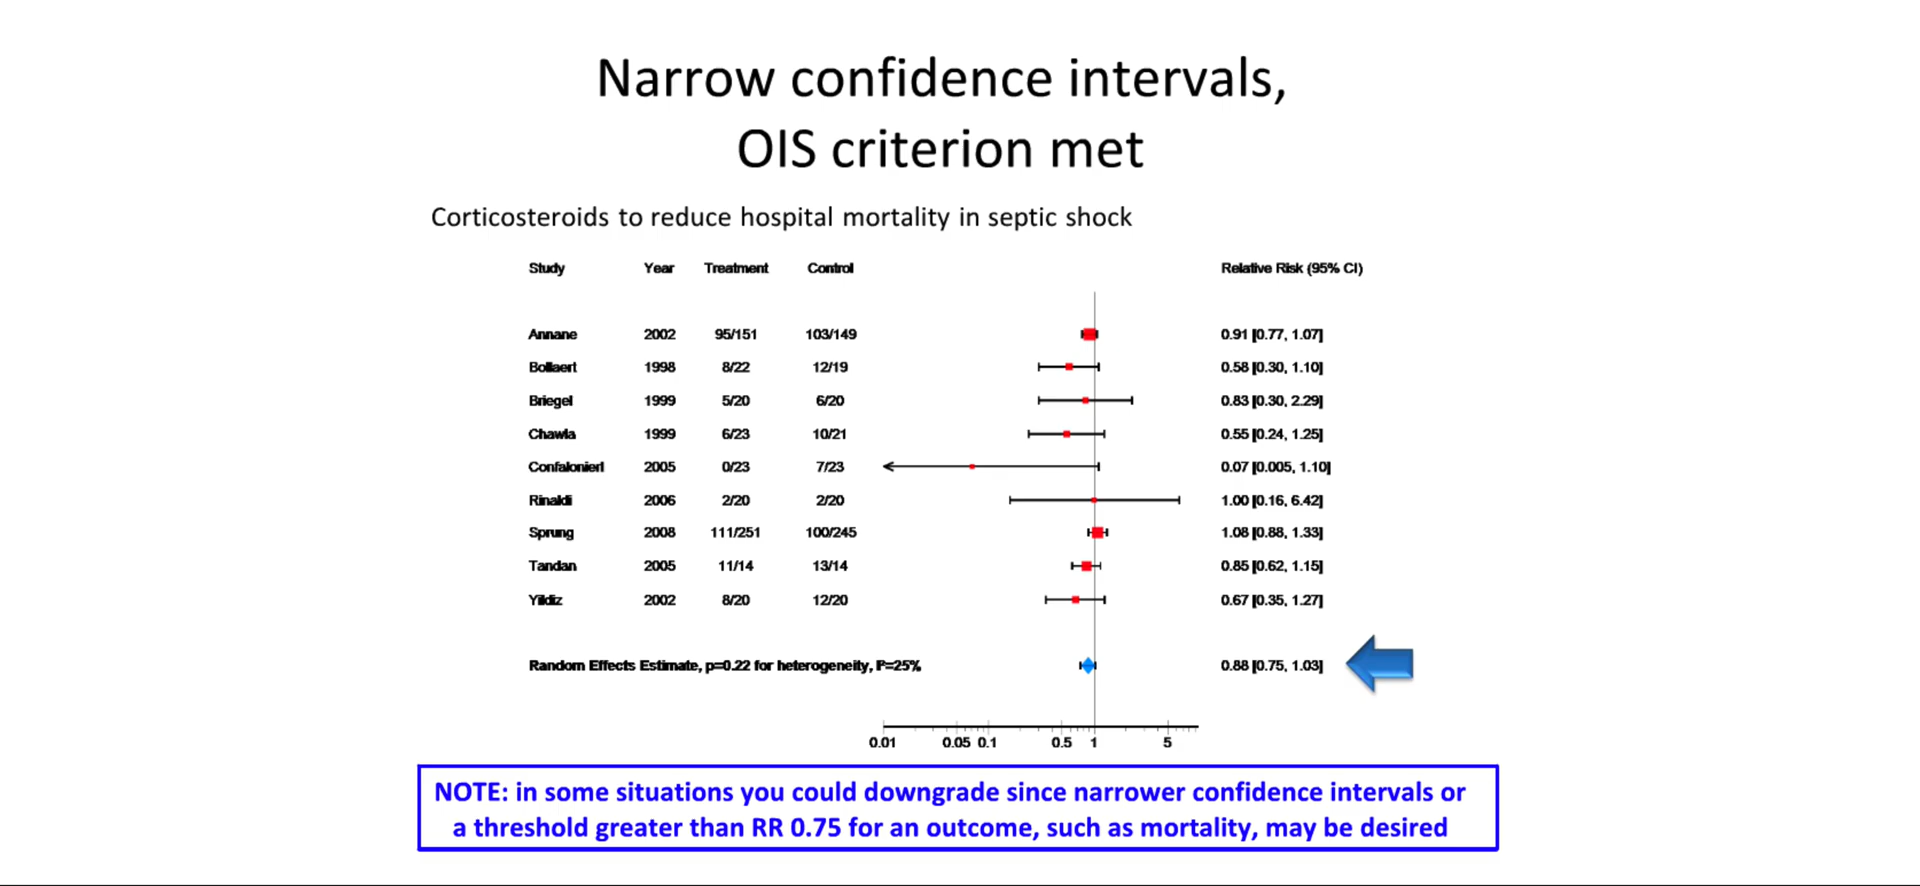 Narrow confidence intervals,
OIS criterion met
Corticosteroids to reduce hospital mortality in septic shock
Study Year Treatment Control Relative Risk (95% CI)
Annane 2002 95/151 103/149 0.91 [0.77, 1.07]
Bollaert 1998 8/22 12/19 0.58 [0.30, 1.10]
Briegel 1999 5/20 6/20 0.83 [0.30, 2.29]
Chawla 1999 6/23 10/21 0.55 [0.24, 1.25]
Confalonieri 2005 0/23 7/23 0.07 [0.005, 1.10]
Rinaldi 2006 2/20 2/20 1.00 [0.16, 6.42]
Sprung 2008 111/251 100/245 1.08 [0.88, 1.33]
Tandan 2005 11/14 13/14 0.85 [0.62, 1.15]
Yildiz 2002 8/20 12/20 0.67 [0.35, 1.27]
Random Effects Estimate, p=0.22 for heterogeneity, I²=25% 0.88 [0.75, 1.03]
0.01 0.05 0.1 0.5 1 5
NOTE: in some situations you could downgrade since narrower confidence intervals or
a threshold greater than RR 0.75 for an outcome, such as mortality, may be desired